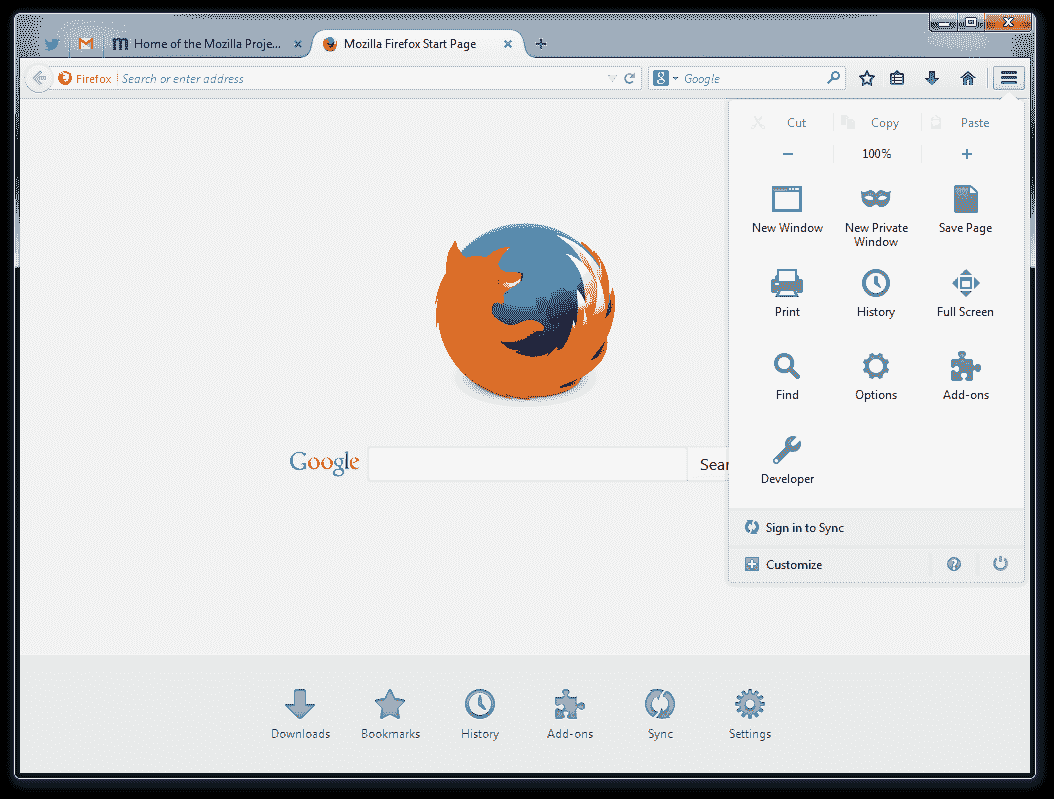 Home of the Mozilla Proje...
Mozilla Firefox Start Page
Firefox
Search or enter address
Google
Cut
Copy
Paste
100%
New Window
New Private
Window
Save Page
Print
History
Full Screen
Find
Options
Add-ons
Developer
Google
Sear
Sign in to Sync
Customize
Downloads
Bookmarks
History
Add-ons
Sync
Settings